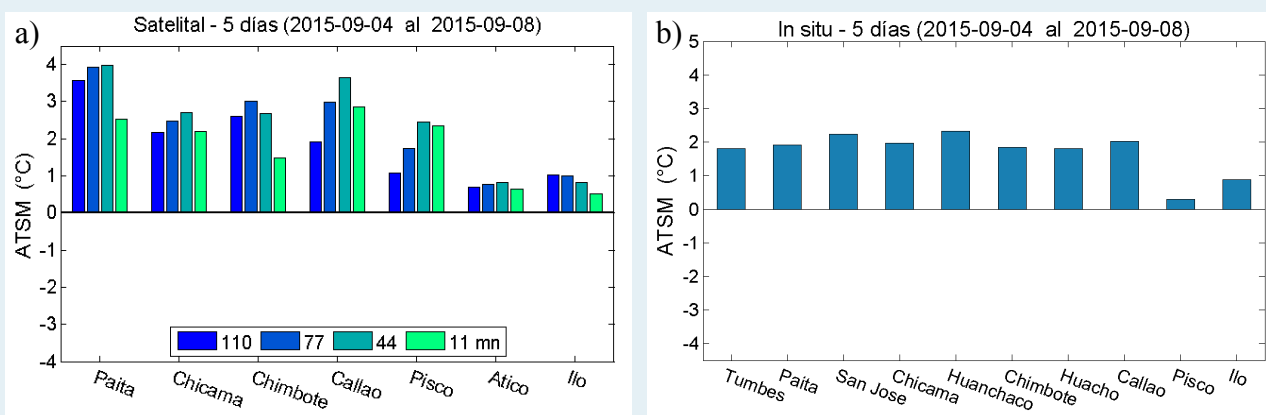 a)
Satelital - 5 días (2015-09-04 al 2015-09-08)
ATSM (°C)
4
3
2
1
0
-1
-2
-3
-4
110 77 44 11 mn
Paita Chicama Chimbote Callao Pisco Atico Ilo
b)
In situ - 5 días (2015-09-04 al 2015-09-08)
ATSM (°C)
5
4
3
2
1
0
-1
-2
-3
-4
Tumbes Paita San Jose Chicama Huanchaco Chimbote Huacho Callao Pisco Ilo